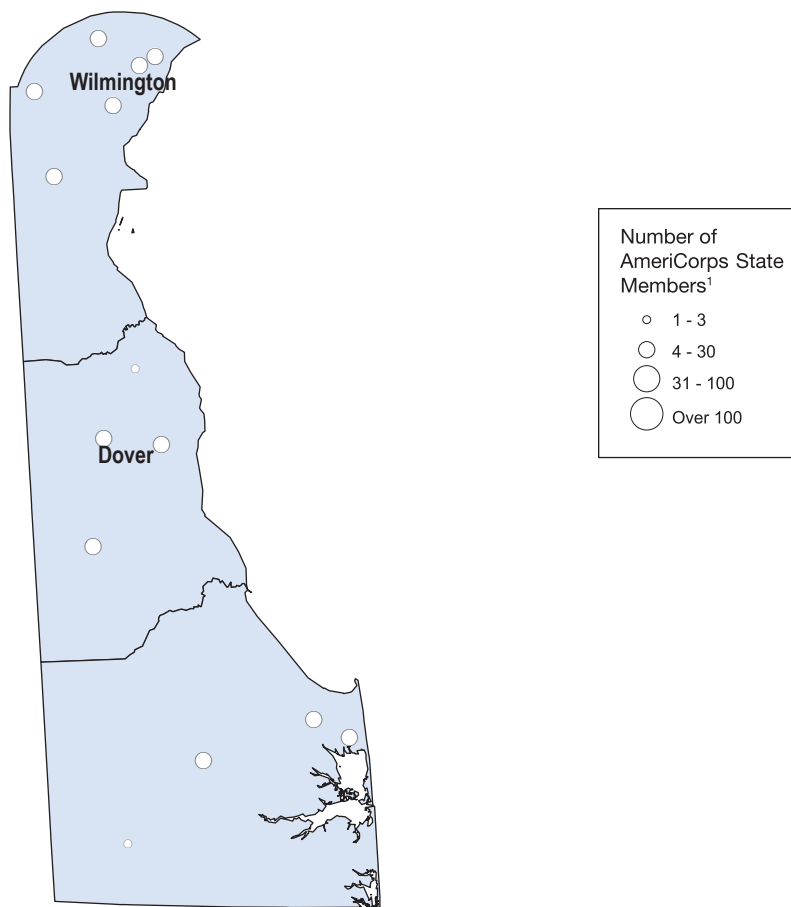 Wilmington
Dover
Number of
AmeriCorps State
Members¹
1 - 3
4 - 30
31 - 100
Over 100